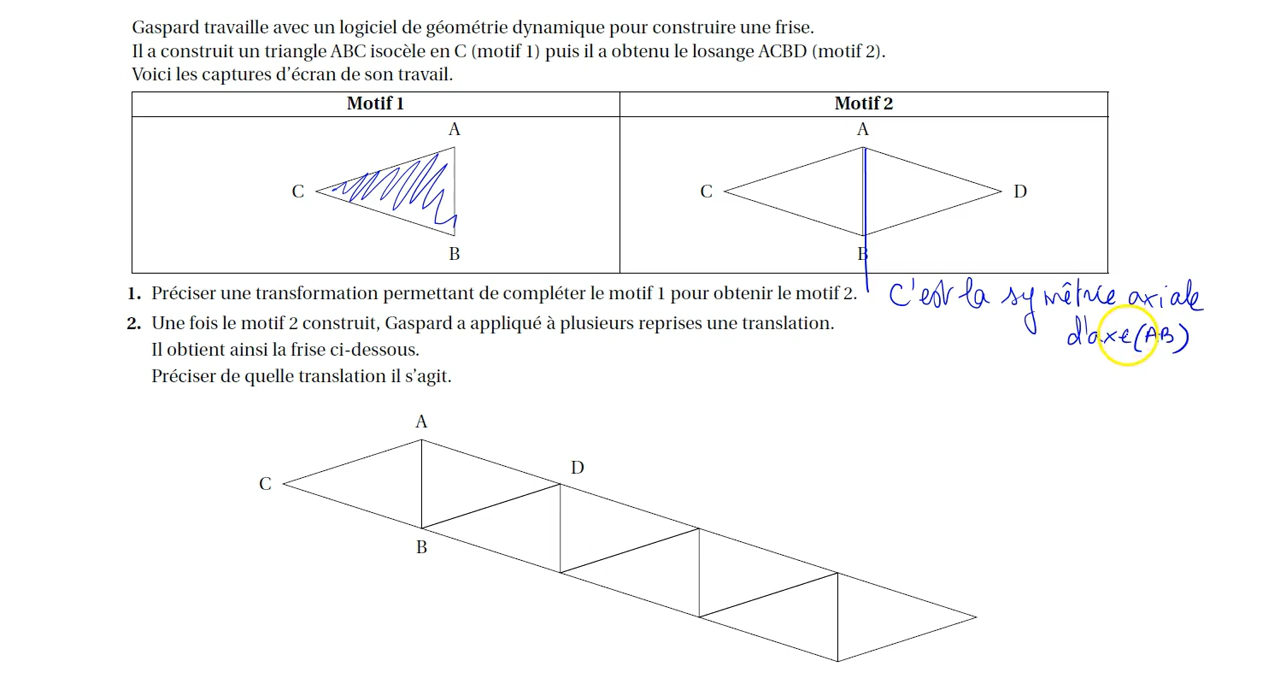 Gaspard travaille avec un logiciel de géométrie dynamique pour construire une frise.
Il a construit un triangle ABC isocèle en C (motif 1) puis il a obtenu le losange ACBD (motif 2).
Voici les captures d'écran de son travail.
Motif 1
Motif 2
A
C
B
A
C
D
B
1. Préciser une transformation permettant de compléter le motif 1 pour obtenir le motif 2.
c'est la symêtrie axiale
d'axe (AB)
2. Une fois le motif 2 construit, Gaspard a appliqué à plusieurs reprises une translation.
Il obtient ainsi la frise ci-dessous.
Préciser de quelle translation il s'agit.
A
D
C
B